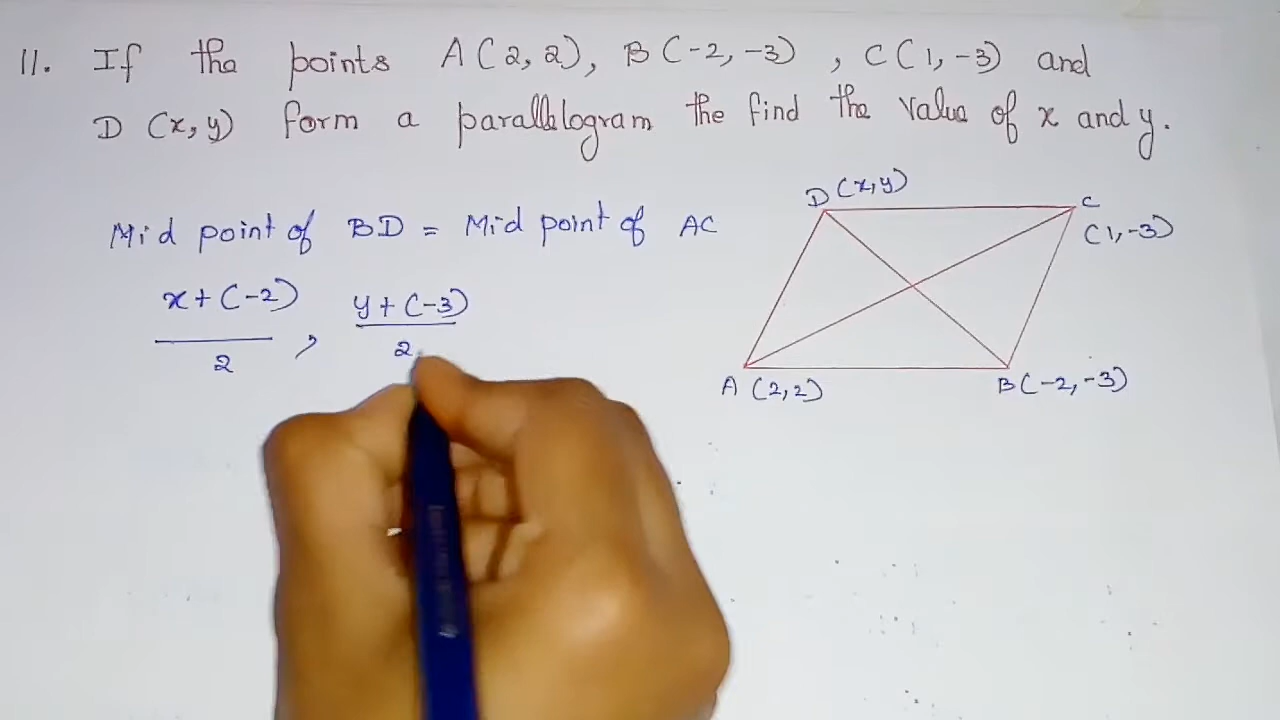 11. If the points A(2,2), B(-2,-3), C(1,-3) and
D (x,y) form a parallelogram the find the value of x and y.
Mid point of BD = Mid point of AC
x+(-2)/2 , y+(-3)/2
D(x,y)
C
(1,-3)
A (2,2)
B(-2,-3)